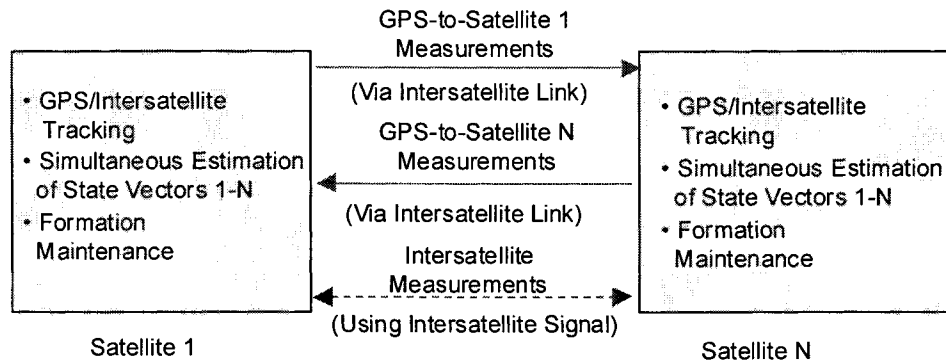 GPS-to-Satellite 1
Measurements
(Via Intersatellite Link)
GPS-to-Satellite N
Measurements
(Via Intersatellite Link)
Intersatellite
Measurements
(Using Intersatellite Signal)
• GPS/Intersatellite
Tracking
• Simultaneous Estimation
of State Vectors 1-N
• Formation
Maintenance
Satellite 1
• GPS/Intersatellite
Tracking
• Simultaneous Estimation
of State Vectors 1-N
• Formation
Maintenance
Satellite N